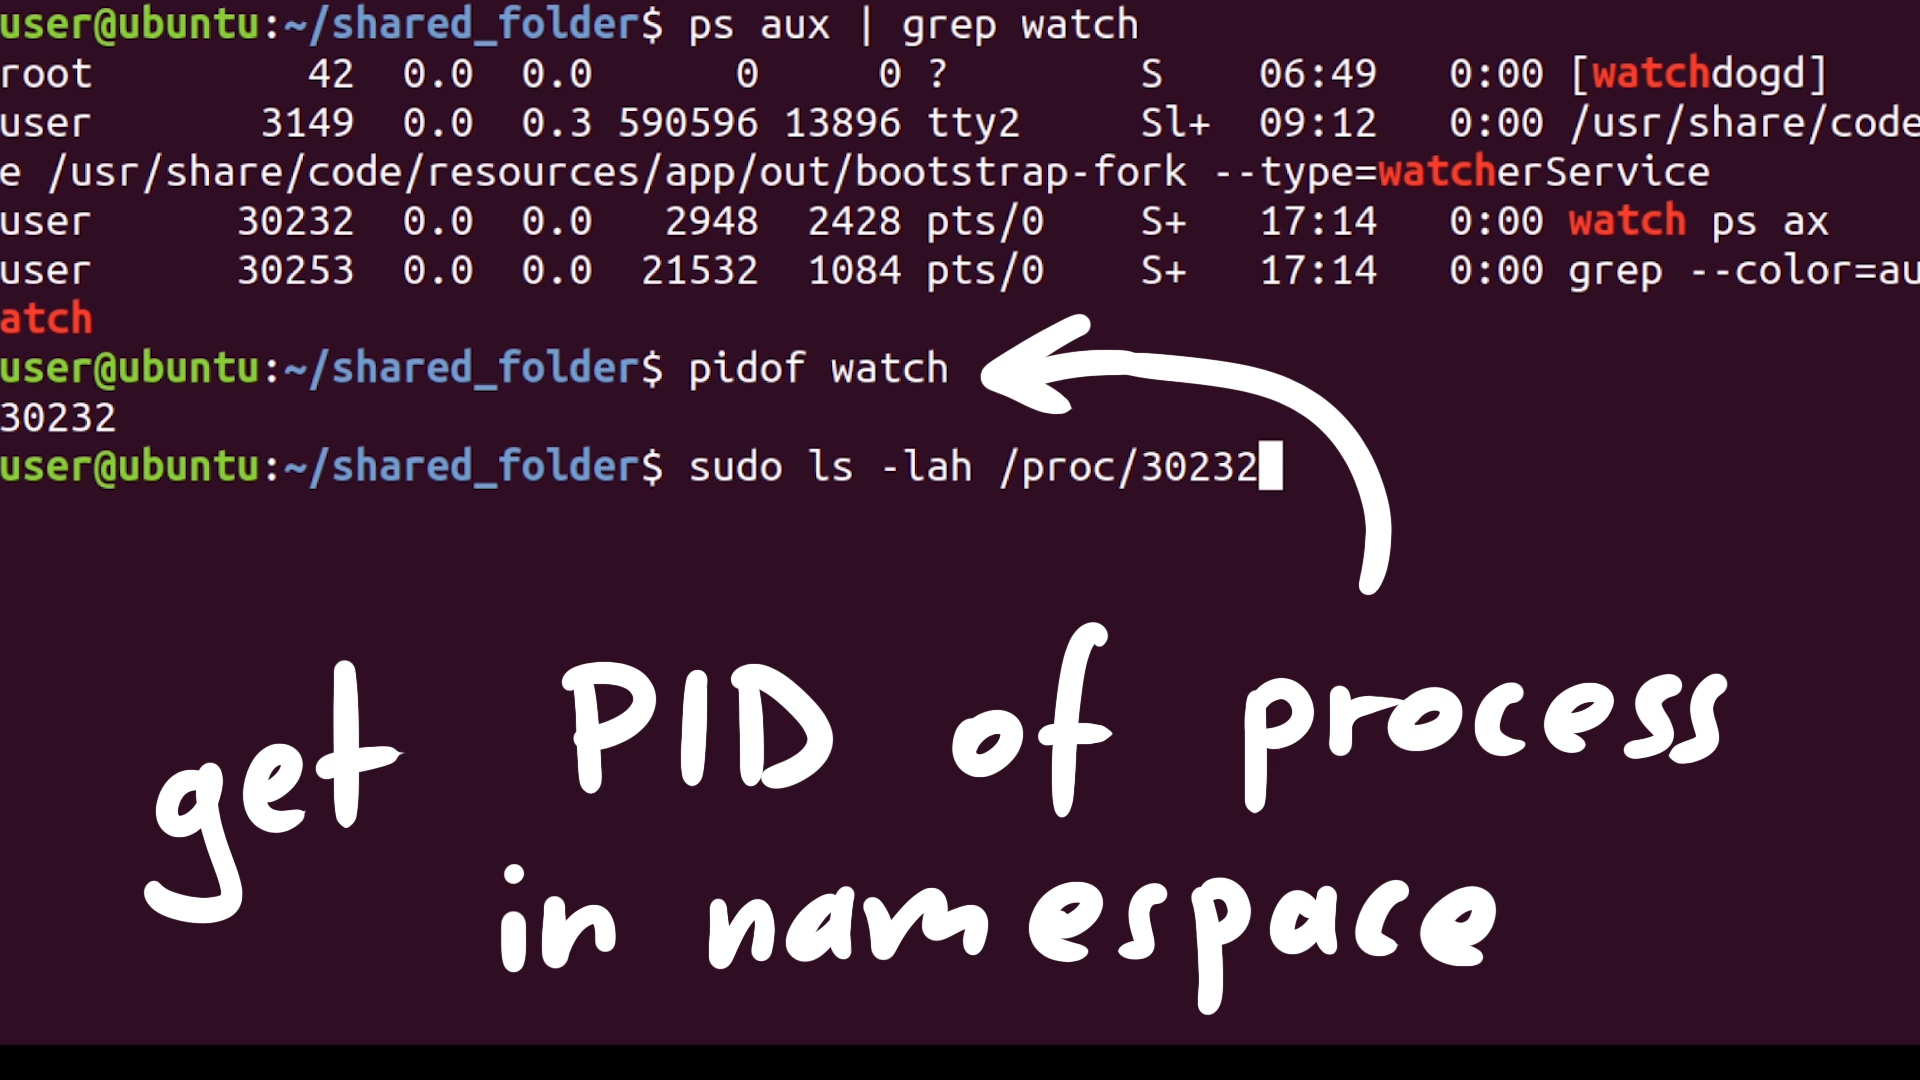 user@ubuntu:~/shared_folder$ ps aux | grep watch
root 42 0.0 0.0 0 0 ? S 06:49 0:00 [watchdogd]
user 3149 0.0 0.3 590596 13896 tty2 Sl+ 09:12 0:00 /usr/share/code
e /usr/share/code/resources/app/out/bootstrap-fork --type=watcherService
user 30232 0.0 0.0 2948 2428 pts/0 S+ 17:14 0:00 watch ps ax
user 30253 0.0 0.0 21532 1084 pts/0 S+ 17:14 0:00 grep --color=au
atch
user@ubuntu:~/shared_folder$ pidof watch
30232
user@ubuntu:~/shared_folder$ sudo ls -lah /proc/30232
get PID of process
in namespace